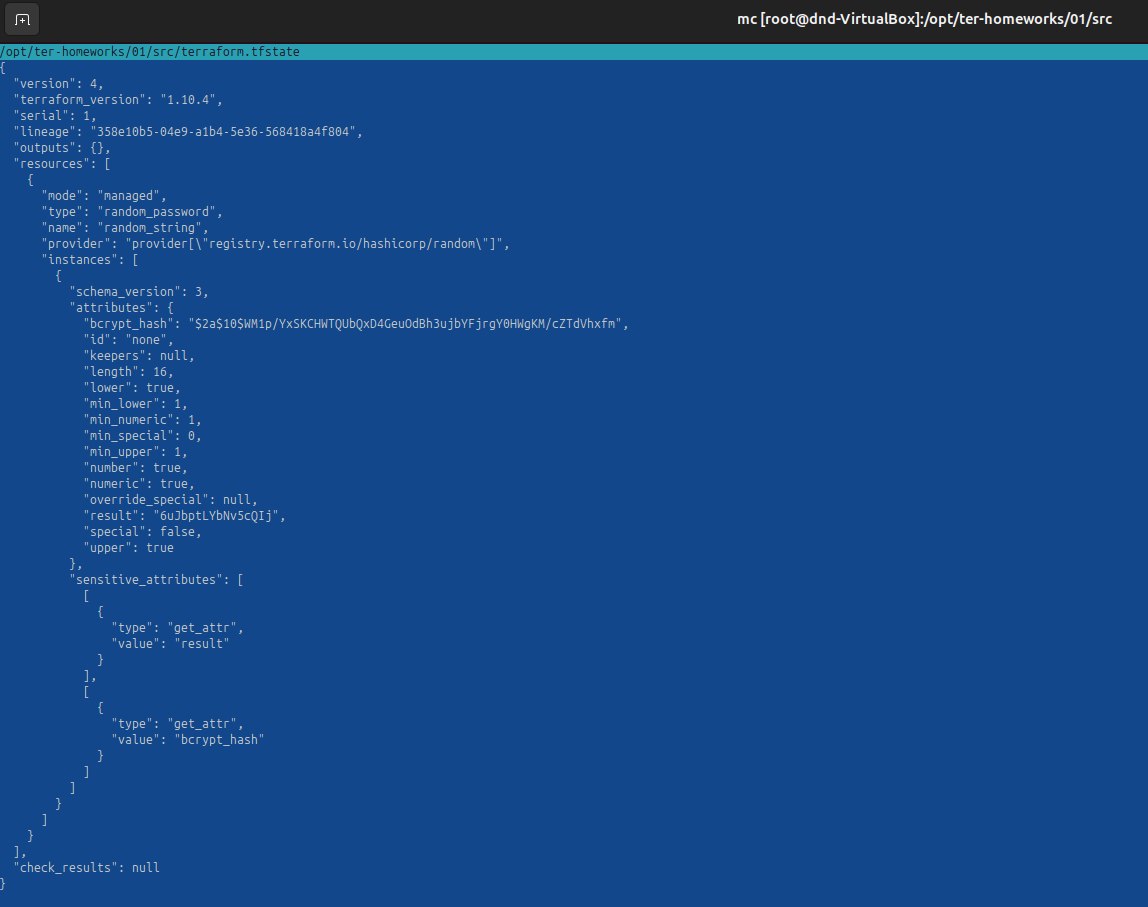 mc [root@dnd-VirtualBox]:/opt/ter-homeworks/01/src
/opt/ter-homeworks/01/src/terraform.tfstate
{
  "version": 4,
  "terraform_version": "1.10.4",
  "serial": 1,
  "lineage": "358e10b5-04e9-a1b4-5e36-568418a4f804",
  "outputs": {},
  "resources": [
    {
      "mode": "managed",
      "type": "random_password",
      "name": "random_string",
      "provider": "provider[\"registry.terraform.io/hashicorp/random\"]",
      "instances": [
        {
          "schema_version": 3,
          "attributes": {
            "bcrypt_hash": "$2a$10$WM1p/YxSKCHWTQUbQxD4GeuOdBh3ujbYFjrgY0HWgKM/cZTdVhxfm",
            "id": "none",
            "keepers": null,
            "length": 16,
            "lower": true,
            "min_lower": 1,
            "min_numeric": 1,
            "min_special": 0,
            "min_upper": 1,
            "number": true,
            "numeric": true,
            "override_special": null,
            "result": "6uJbptLYbNv5cQIj",
            "special": false,
            "upper": true
          },
          "sensitive_attributes": [
            [
              {
                "type": "get_attr",
                "value": "result"
              }
            ],
            [
              {
                "type": "get_attr",
                "value": "bcrypt_hash"
              }
            ]
          ]
        }
      ]
    }
  ],
  "check_results": null
}